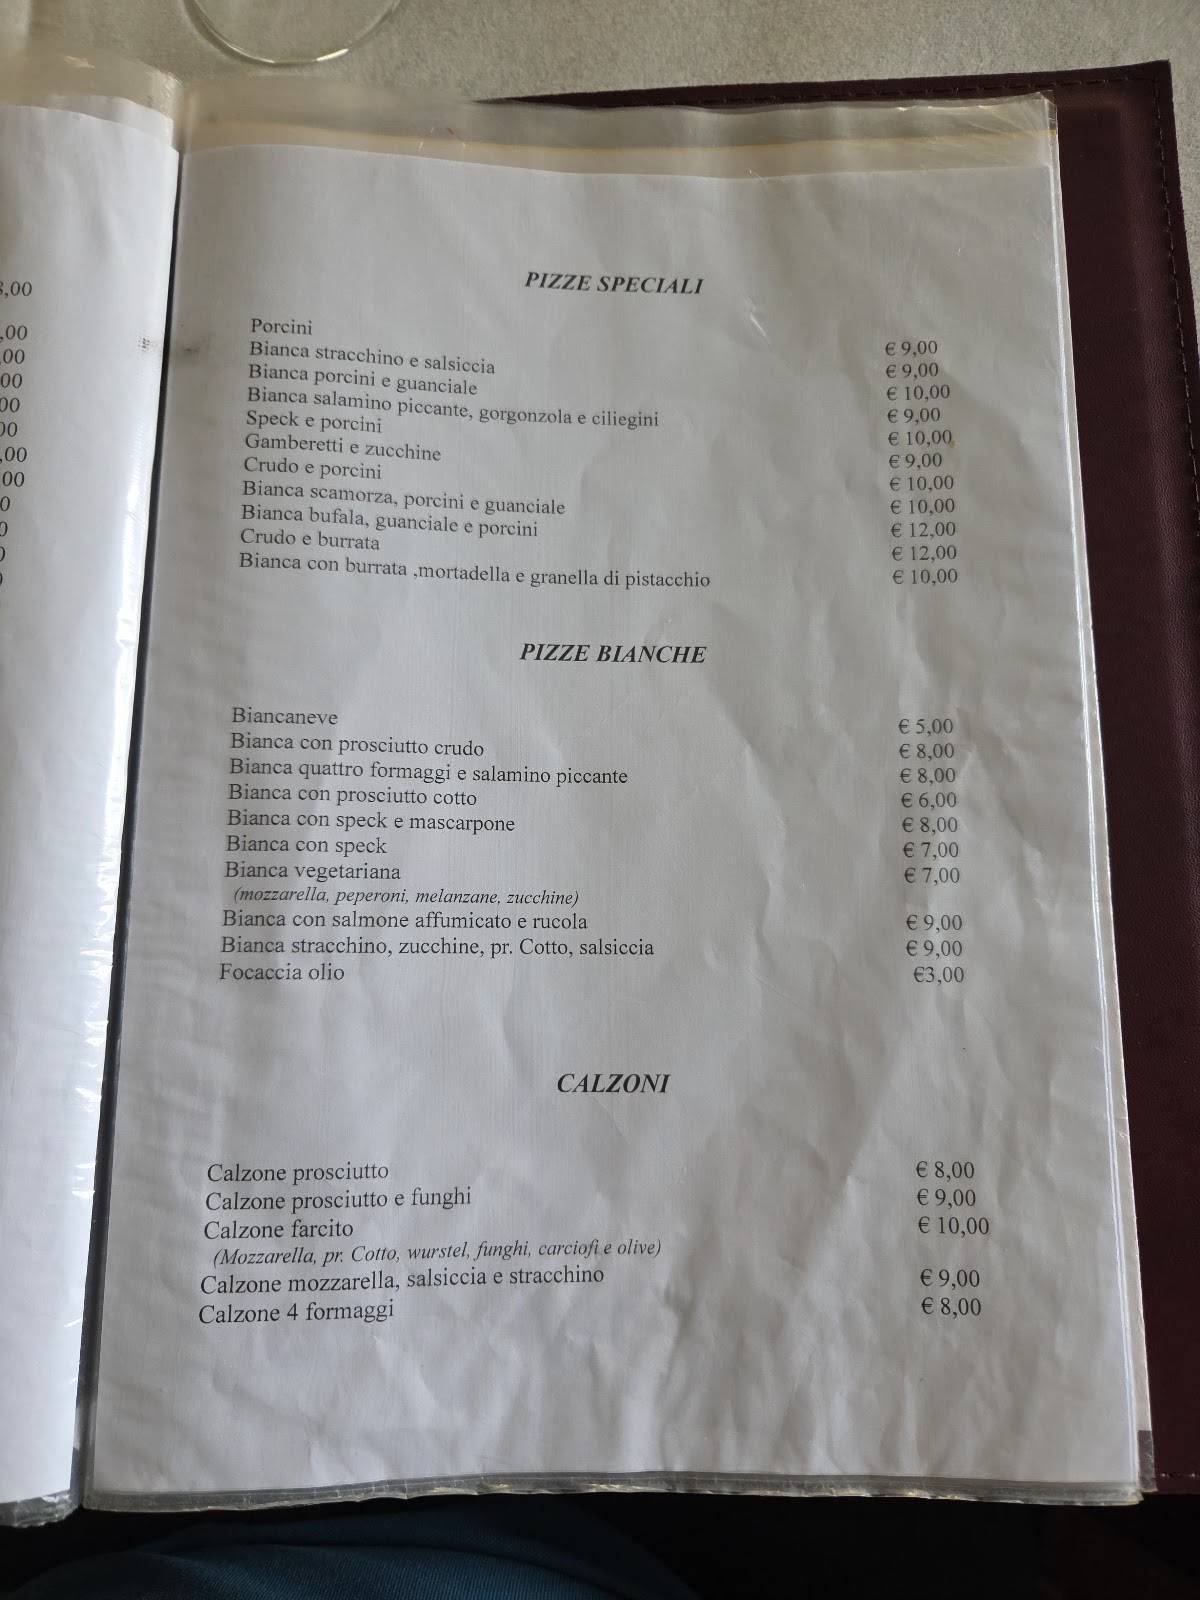 8,00
,00
,00
00
00
00
,00
00
0
0
PIZZE SPECIALI
Porcini € 9,00
Bianca stracchino e salsiccia € 9,00
Bianca porcini e guanciale € 10,00
Bianca salamino piccante, gorgonzola e ciliegini € 9,00
Speck e porcini € 10,00
Gamberetti e zucchine € 9,00
Crudo e porcini € 10,00
Bianca scamorza, porcini e guanciale € 10,00
Bianca bufala, guanciale e porcini € 12,00
Crudo e burrata € 12,00
Bianca con burrata ,mortadella e granella di pistacchio € 10,00
PIZZE BIANCHE
Biancaneve € 5,00
Bianca con prosciutto crudo € 8,00
Bianca quattro formaggi e salamino piccante € 8,00
Bianca con prosciutto cotto € 6,00
Bianca con speck e mascarpone € 8,00
Bianca con speck € 7,00
Bianca vegetariana € 7,00
(mozzarella, peperoni, melanzane, zucchine)
Bianca con salmone affumicato e rucola € 9,00
Bianca stracchino, zucchine, pr. Cotto, salsiccia € 9,00
Focaccia olio €3,00
CALZONI
Calzone prosciutto € 8,00
Calzone prosciutto e funghi € 9,00
Calzone farcito € 10,00
(Mozzarella, pr. Cotto, wurstel, funghi, carciofi e olive)
Calzone mozzarella, salsiccia e stracchino € 9,00
Calzone 4 formaggi € 8,00